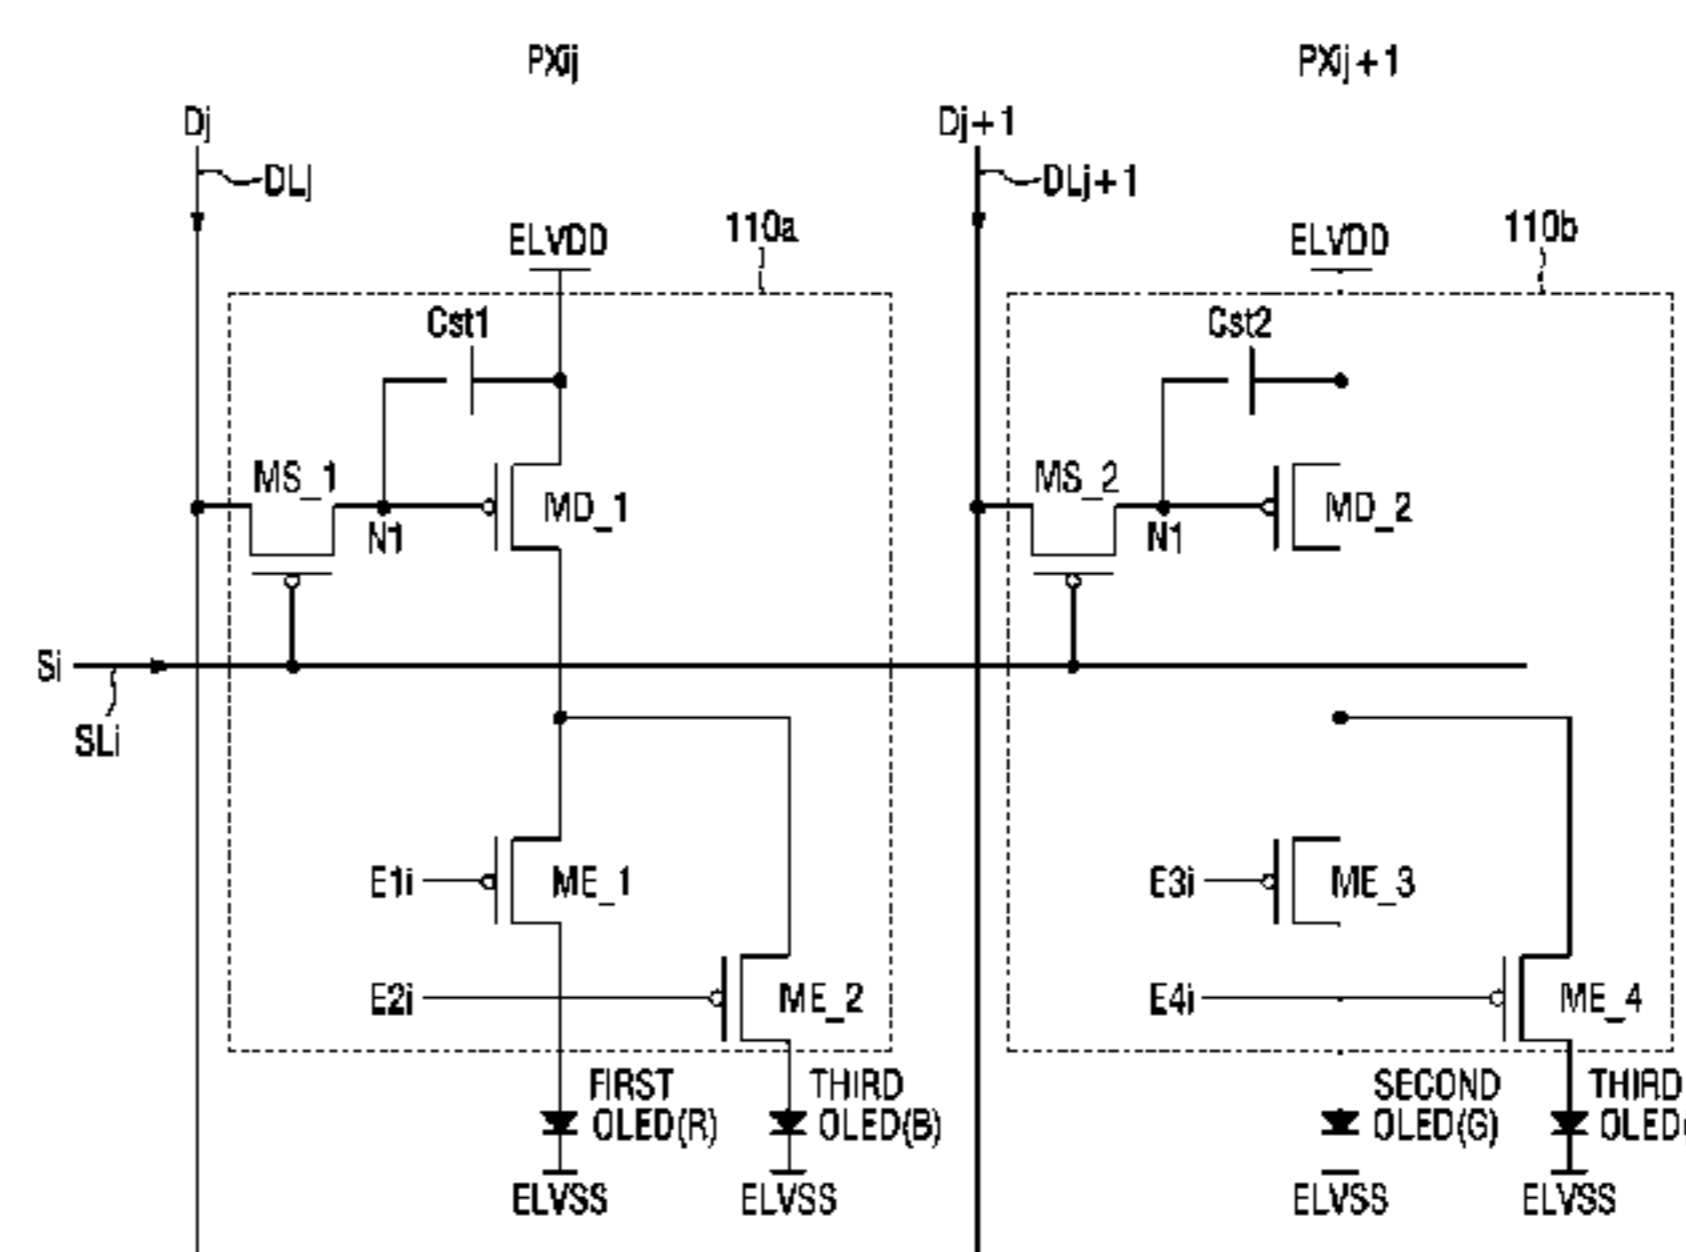 PXij PXij+1
Dj Dj+1
DLj DLj+1
ELVDD 110a ELVDD 110b
Cst1 Cst2
MS_1 MD_1 MS_2 MD_2
N1 N1
Si
SLi
E1i ME_1 E3i ME_3
E2i ME_2 E4i ME_4
FIRST THIRD SECOND THIRD
OLED(R) OLED(B) OLED(G) OLED(
ELVSS ELVSS ELVSS ELVSS